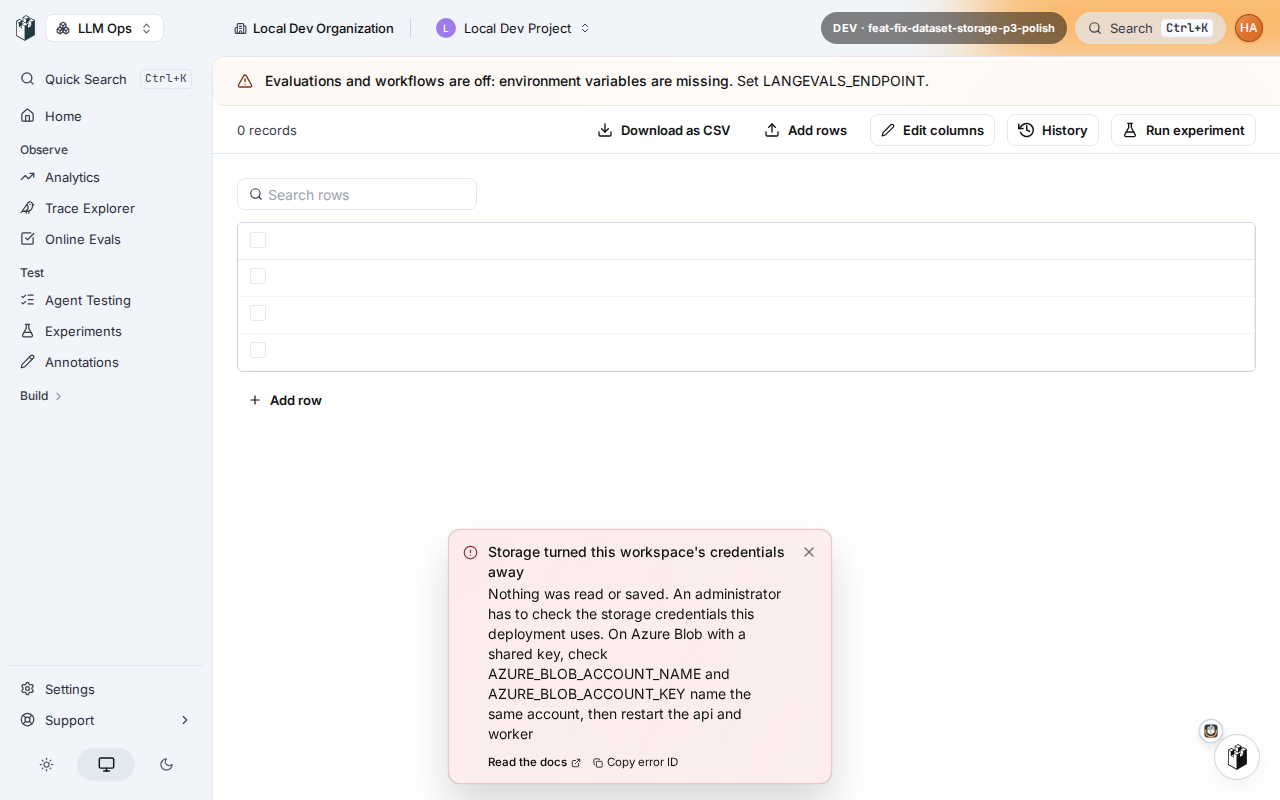 LLM Ops
Local Dev Organization
L
Local Dev Project
DEV · feat-fix-dataset-storage-p3-polish
Search Ctrl+K
HA
Quick Search Ctrl+K
Home
Observe
Analytics
Trace Explorer
Online Evals
Test
Agent Testing
Experiments
Annotations
Build
Settings
Support
Evaluations and workflows are off: environment variables are missing. Set LANGEVALS_ENDPOINT.
0 records
Download as CSV
Add rows
Edit columns
History
Run experiment
Search rows
Add row
Storage turned this workspace's credentials
away
Nothing was read or saved. An administrator
has to check the storage credentials this
deployment uses. On Azure Blob with a
shared key, check
AZURE_BLOB_ACCOUNT_NAME and
AZURE_BLOB_ACCOUNT_KEY name the
same account, then restart the api and
worker
Read the docs
Copy error ID